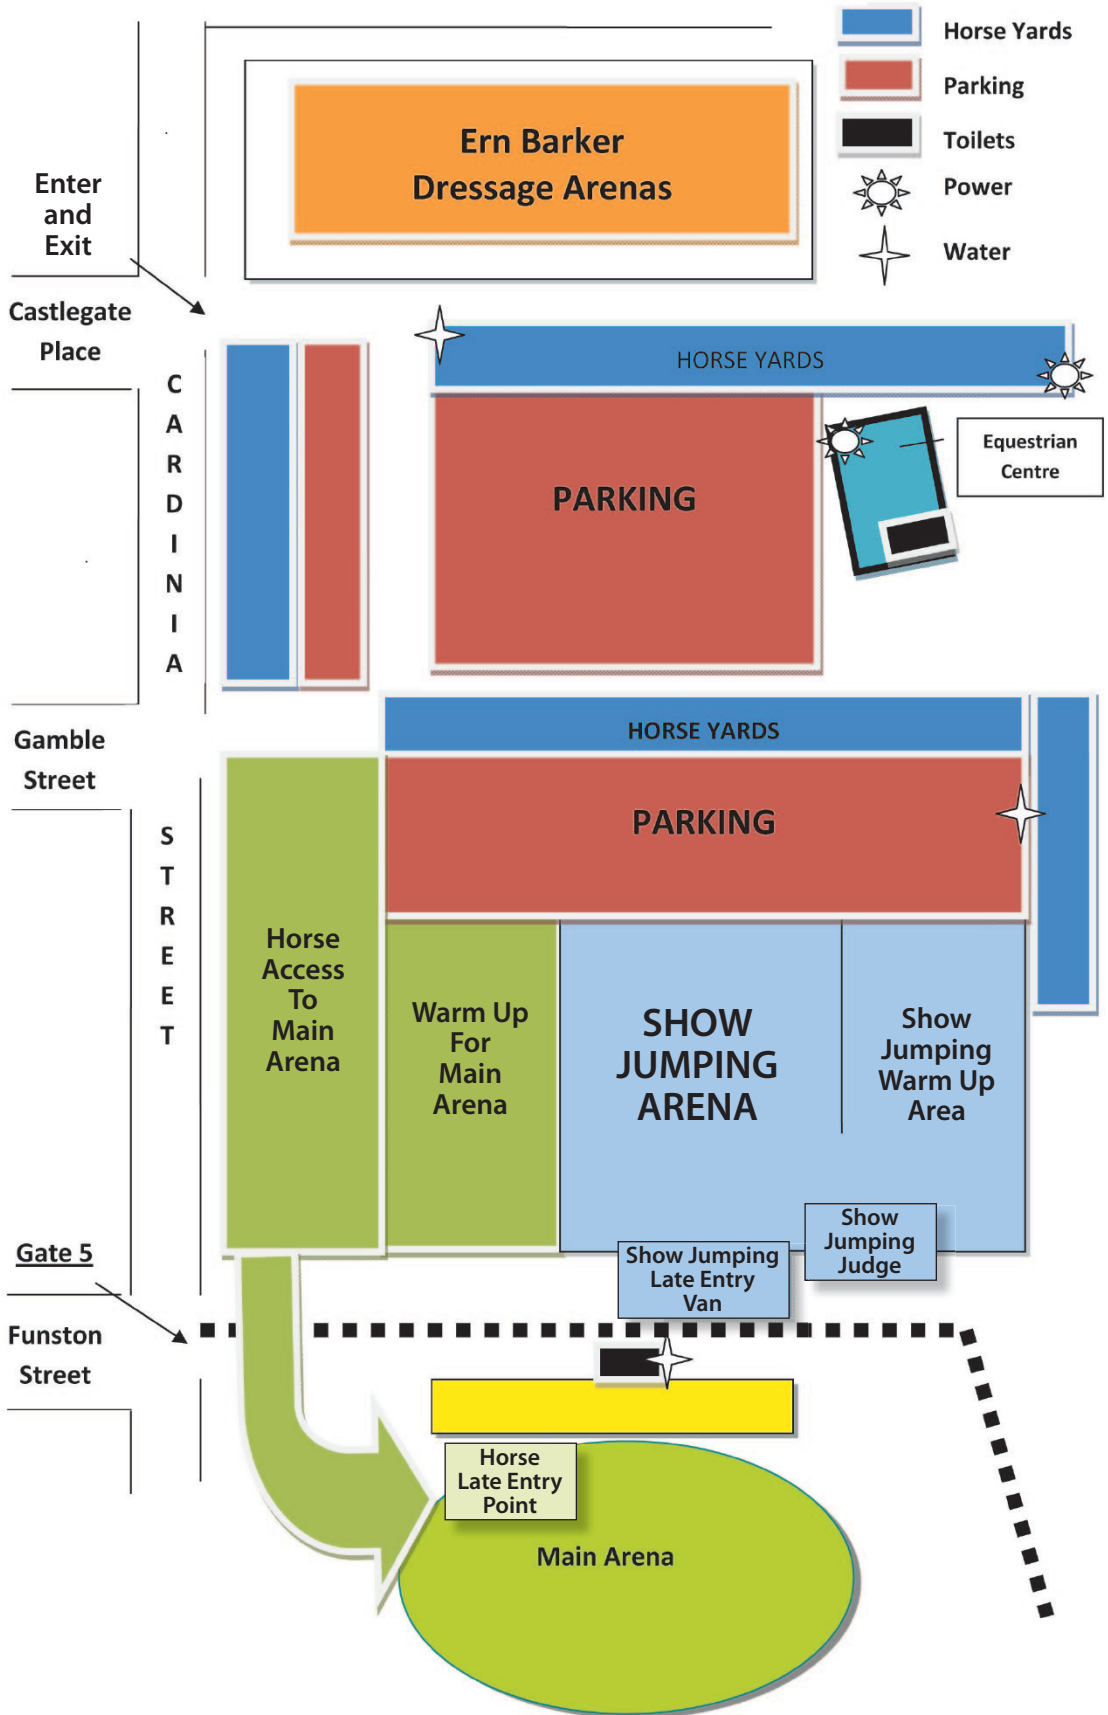 Horse Yards
Parking
Toilets
Power
Water
Ern Barker
Dressage Arenas
Enter
and
Exit
Castlegate
Place
CARDINIA
HORSE YARDS
PARKING
Equestrian
Centre
Gamble
Street
HORSE YARDS
PARKING
STREET
Horse
Access
To
Main
Arena
Warm Up
For
Main
Arena
SHOW
JUMPING
ARENA
Show
Jumping
Warm Up
Area
Show
Jumping
Judge
Show Jumping
Late Entry
Van
Gate 5
Funston
Street
Horse
Late Entry
Point
Main Arena